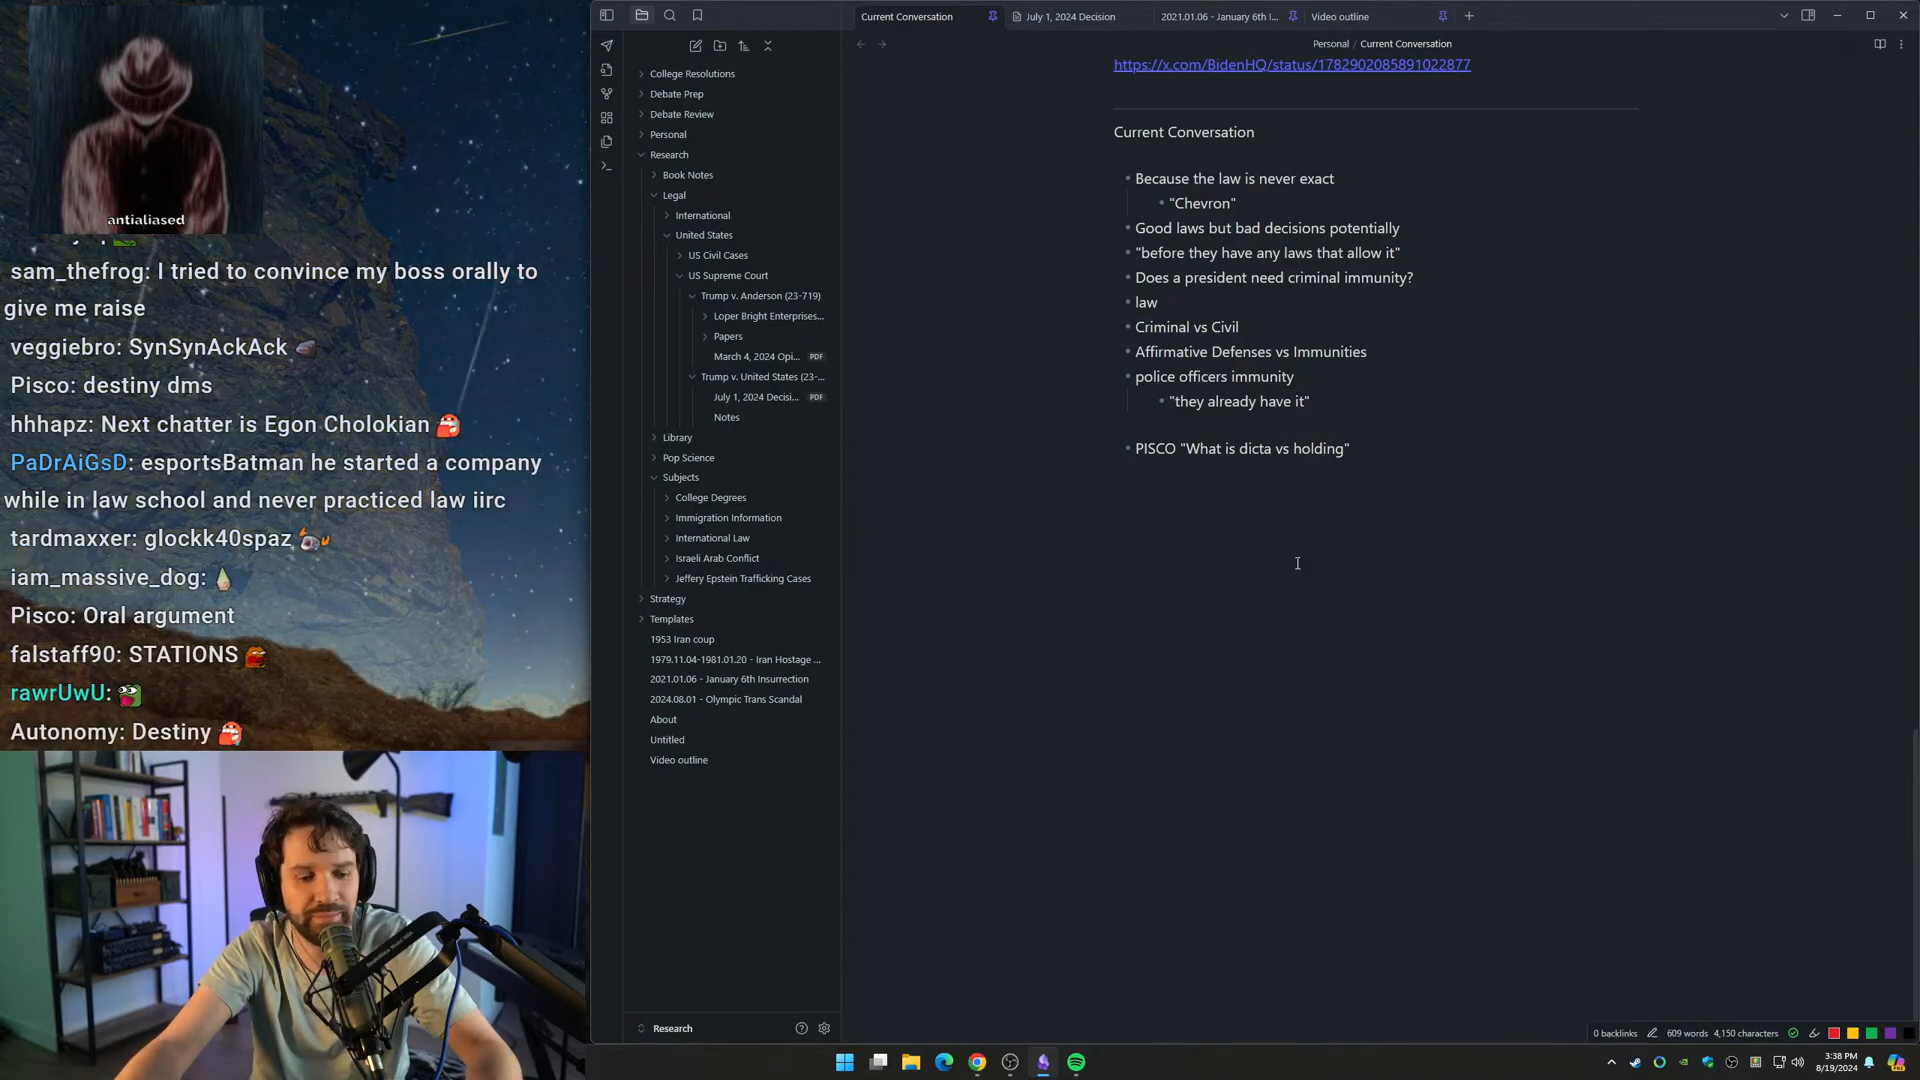 antialiased
sam_thefrog: I tried to convince my boss orally to
give me raise
veggiebro: SynSynAckAck
Pisco: destiny dms
hhhapz: Next chatter is Egon Cholokian
PaDrAiGsD: esportsBatman he started a company
while in law school and never practiced law iirc
tardmaxxer: glockk40spaz
iam_massive_dog:
Pisco: Oral argument
falstaff90: STATIONS
rawrUwU:
Autonomy: Destiny
College Resolutions
Debate Prep
Debate Review
Personal
Research
Book Notes
Legal
International
United States
US Civil Cases
US Supreme Court
Trump v. Anderson (23-719)
Loper Bright Enterprises...
Papers
March 4, 2024 Opi... PDF
Trump v. United States (23-...
July 1, 2024 Decisi... PDF
Notes
Library
Pop Science
Subjects
College Degrees
Immigration Information
International Law
Israeli Arab Conflict
Jeffery Epstein Trafficking Cases
Strategy
Templates
1953 Iran coup
1979.11.04-1981.01.20 - Iran Hostage ...
2021.01.06 - January 6th Insurrection
2024.08.01 - Olympic Trans Scandal
About
Untitled
Video outline
Research
Current Conversation
July 1, 2024 Decision
2021.01.06 - January 6th I...
Video outline
Personal / Current Conversation
https://x.com/BidenHQ/status/1782902085891022877
Current Conversation
Because the law is never exact
"Chevron"
Good laws but bad decisions potentially
"before they have any laws that allow it"
Does a president need criminal immunity?
law
Criminal vs Civil
Affirmative Defenses vs Immunities
police officers immunity
"they already have it"
PISCO "What is dicta vs holding"
0 backlinks 609 words 4,150 characters
3:38 PM
8/19/2024